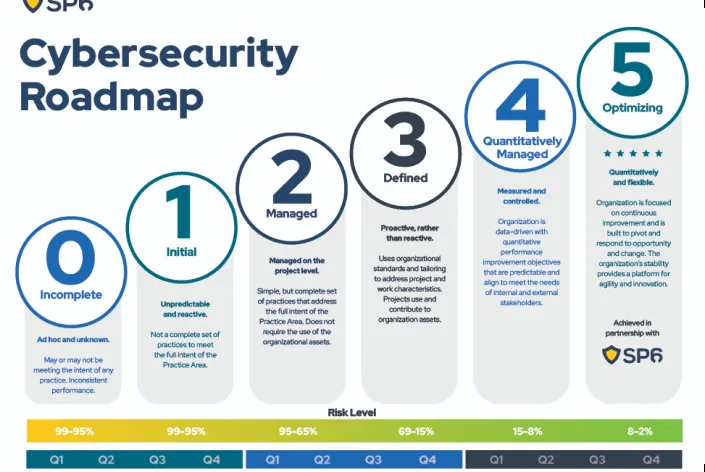 SP6
Cybersecurity
Roadmap
0
Incomplete
Ad hoc and unknown.
May or may not be
meeting the intent of any
practice. Inconsistent
performance.
1
Initial
Unpredictable
and reactive.
Not a complete set of
practices to meet
the full intent of the
Practice Area.
2
Managed
Managed on the
project level.
Simple, but complete set
of practices that address
the full intent of the
Practice Area. Does not
require the use of the
organizational assets.
3
Defined
Proactive, rather
than reactive.
Uses organizational
standards and tailoring
to address project and
work characteristics.
Projects use and
contribute to
organization assets.
4
Quantitatively
Managed
Measured and
controlled.
Organization is
data-driven with
quantitative
performance
improvement objectives
that are predictable and
align to meet the needs
of internal and external
stakeholders.
5
Optimizing
Quantitatively
and flexible.
Organization is focused
on continuous
improvement and is
built to pivot and
respond to opportunity
and change. The
organization's stability
provides a platform for
agility and innovation.
Achieved in
partnership with
SP6
Risk Level
99-95% 99-95% 95-65% 69-15% 15-8% 8-2%
Q1 Q2 Q3 Q4 Q1 Q2 Q3 Q4 Q1 Q2 Q3 Q4